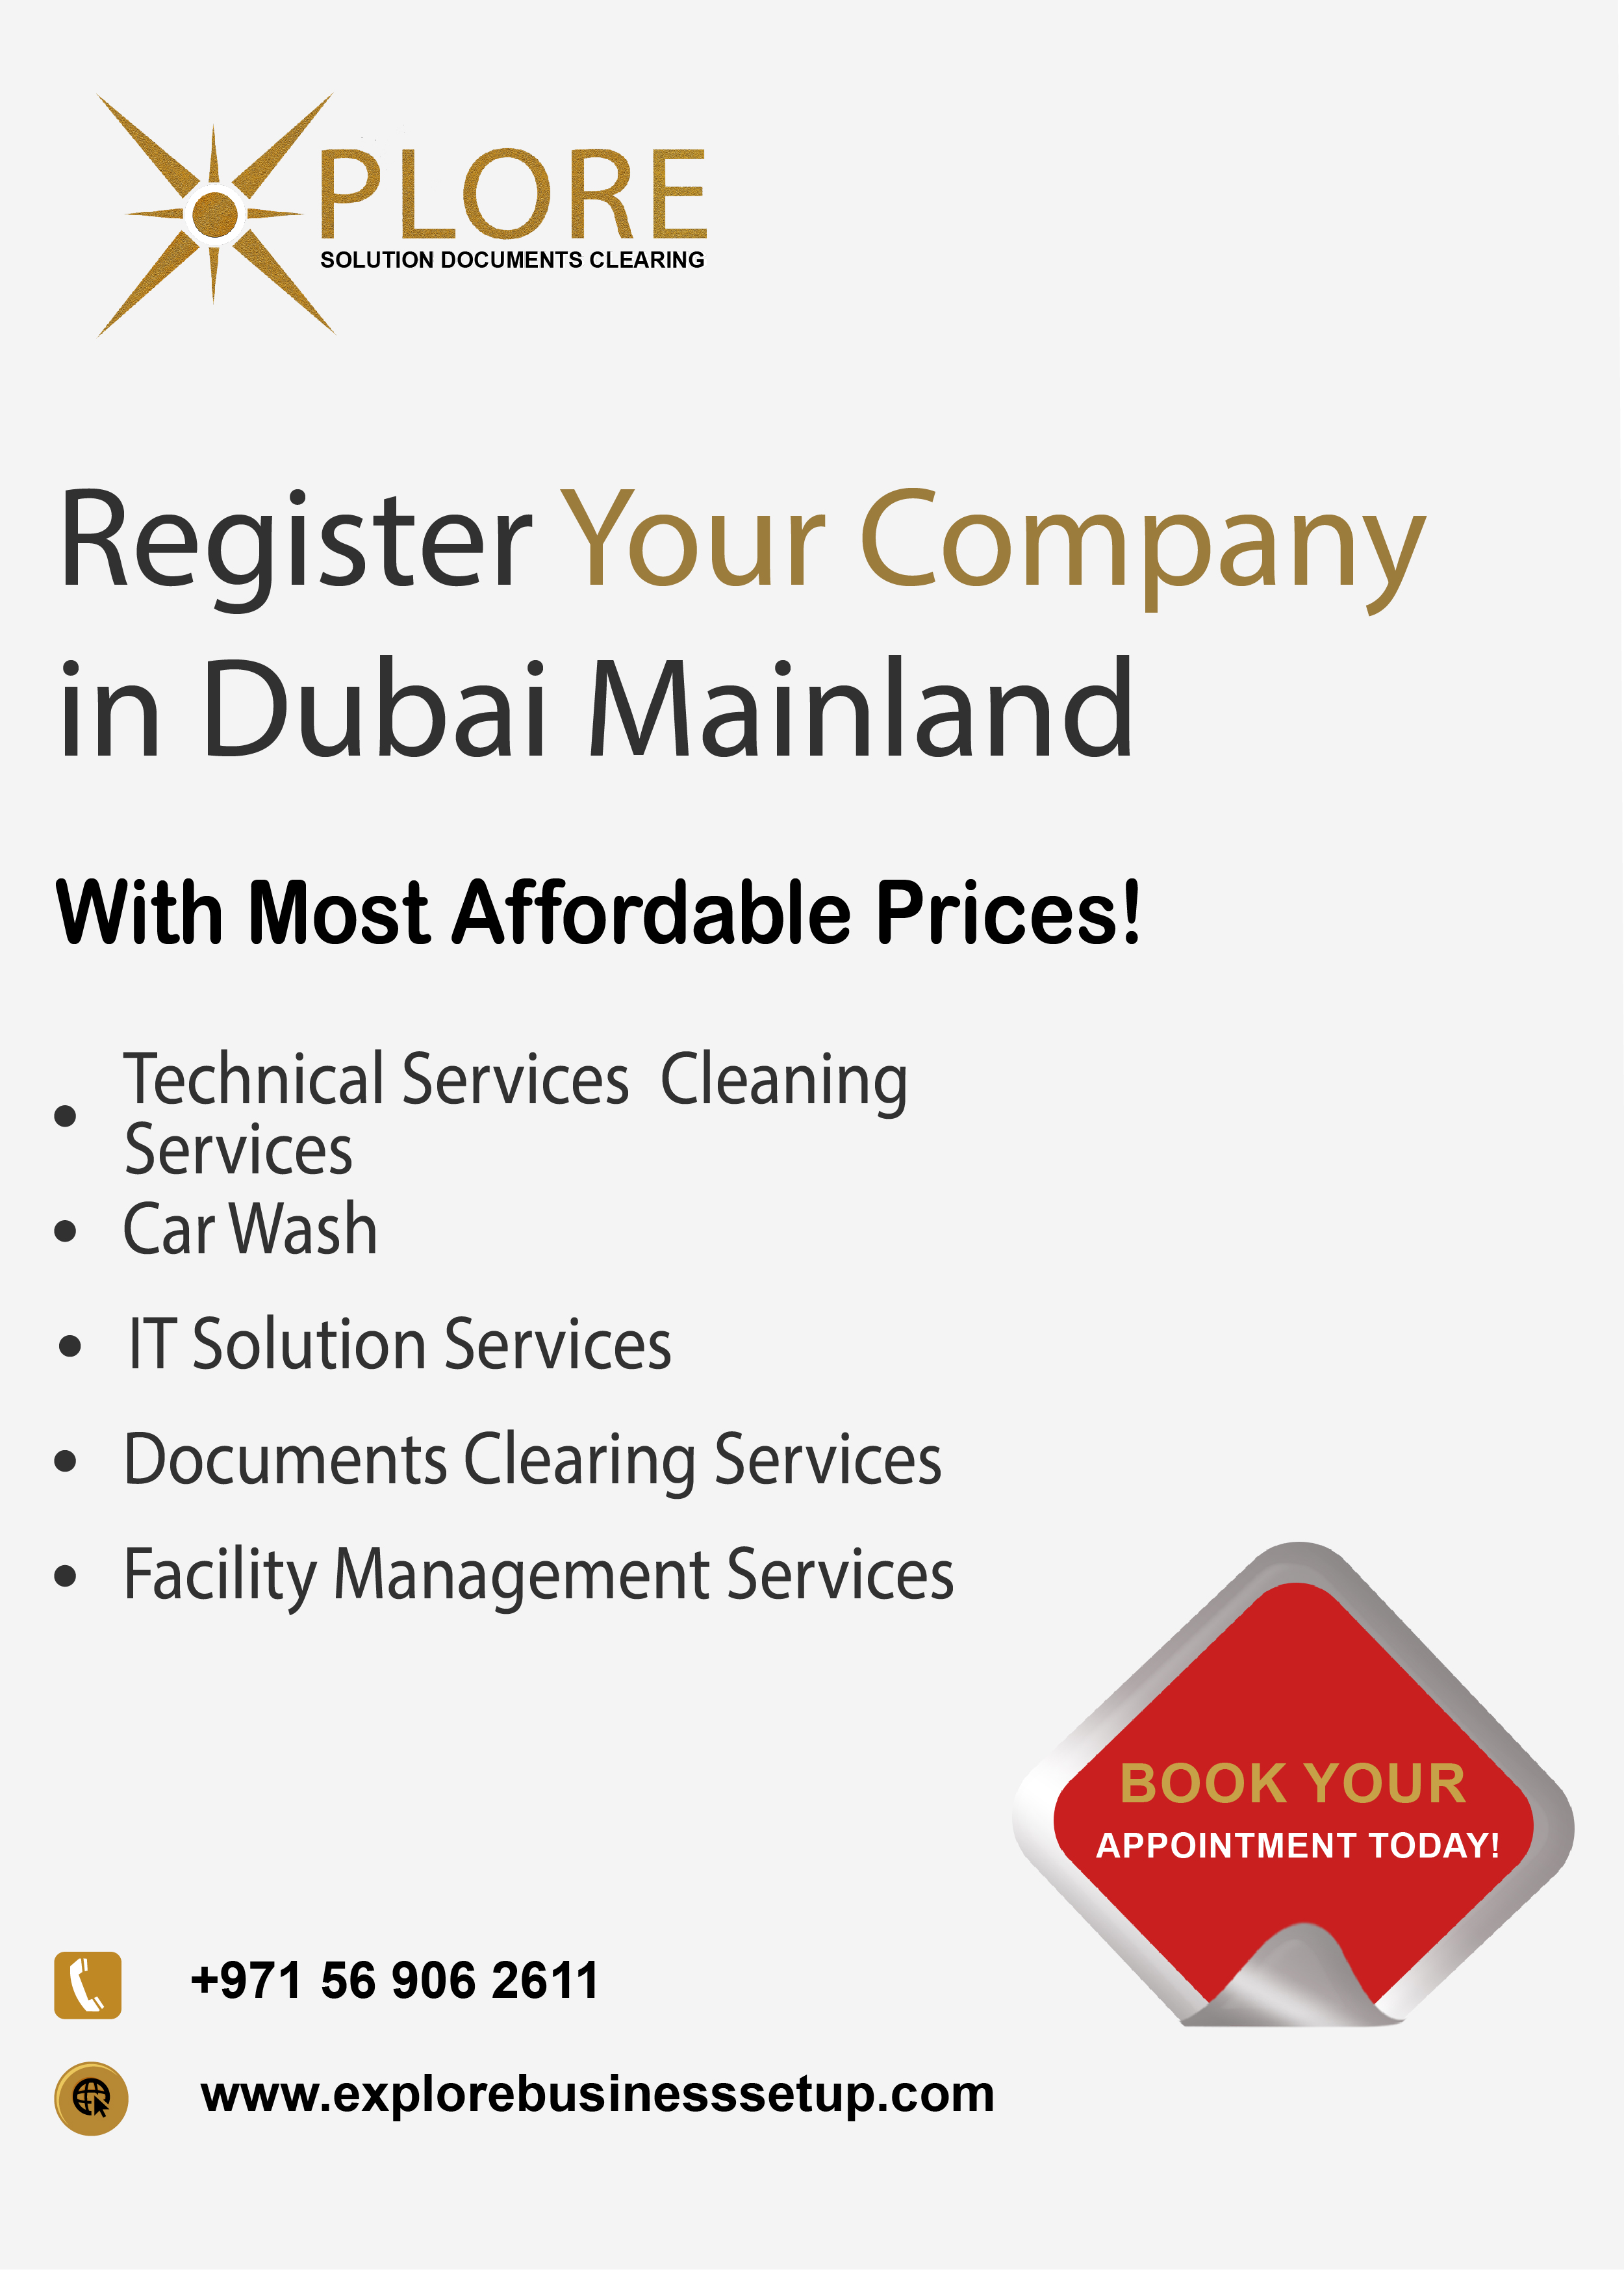 XPLORE
SOLUTION DOCUMENTS CLEARING
Register Your Company
in Dubai Mainland
With Most Affordable Prices!
• Technical Services  Cleaning
Services
• Car Wash
• IT Solution Services
• Documents Clearing Services
• Facility Management Services
BOOK YOUR
APPOINTMENT TODAY!
+971 56 906 2611
www.explorebusinesssetup.com